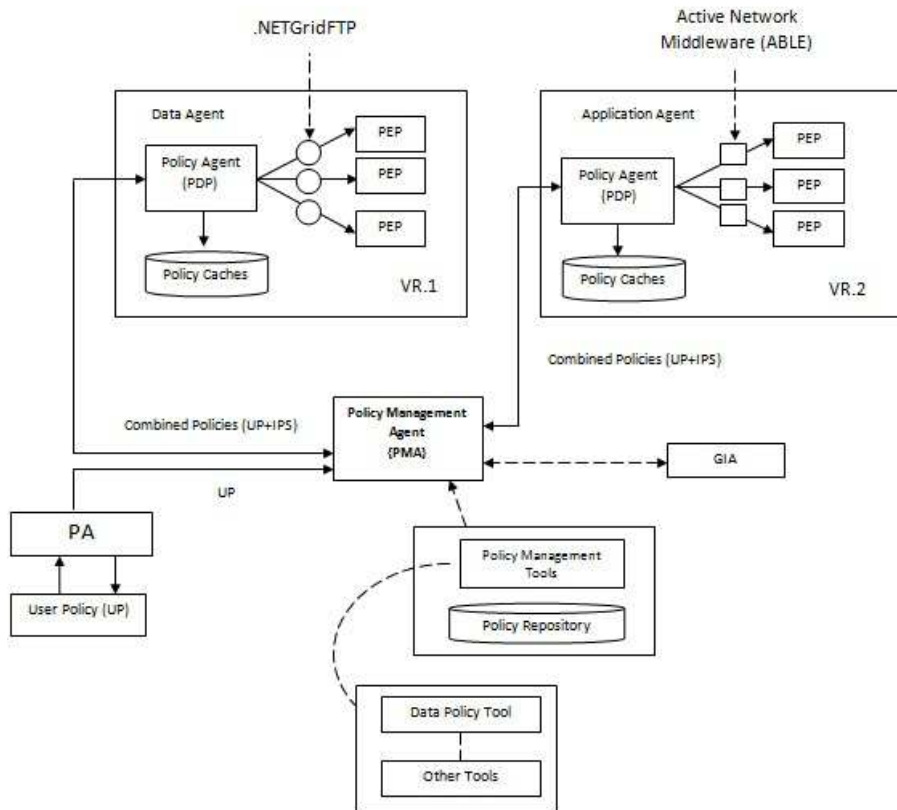 .NETGridFTP
Active Network
Middleware (ABLE)
Data Agent
Policy Agent
(PDP)
PEP
PEP
PEP
Policy Caches
VR.1
Application Agent
Policy Agent
(PDP)
PEP
PEP
PEP
Policy Caches
VR.2
Combined Policies (UP+IPS)
Combined Policies (UP+IPS)
Policy Management
Agent
(PMA)
GIA
UP
PA
User Policy (UP)
Policy Management
Tools
Policy Repository
Data Policy Tool
Other Tools